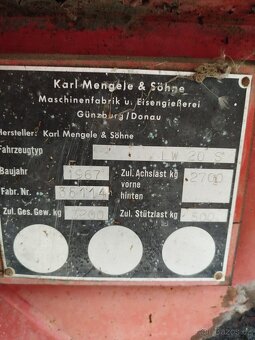 Karl Mengele & Söhne
Maschinenfabrik u. Eisengießerei
Günzburg/Donau
Hersteller: Karl Mengele & Söhne
Fahrzeugtyp W 20 S
Baujahr 1967 Zul. Achslast kg 2700
vorne
Fabr. Nr. hinten
Zul. Ges. Gew. kg Zul. Stützlast kg 500